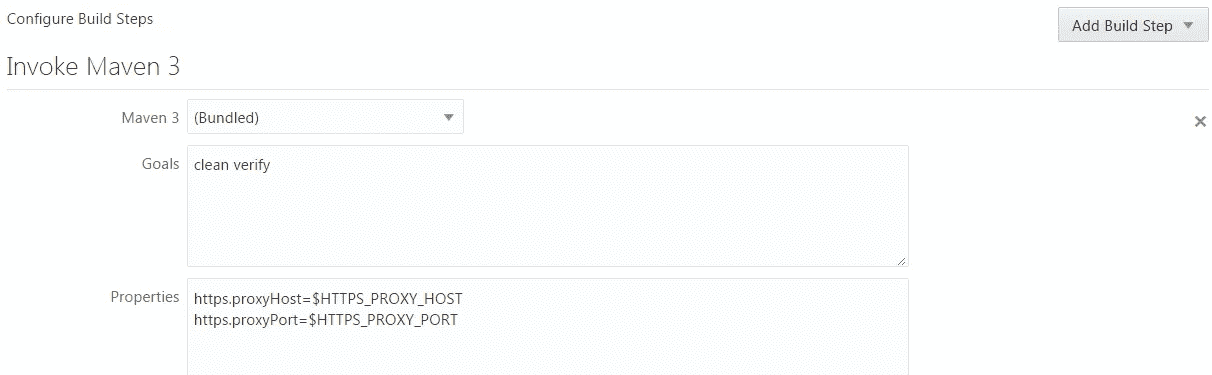 Configure Build Steps
Add Build Step
Invoke Maven 3
Maven 3
(Bundled)
Goals
clean verify
Properties
https.proxyHost=$HTTPS_PROXY_HOST
https.proxyPort=$HTTPS_PROXY_PORT